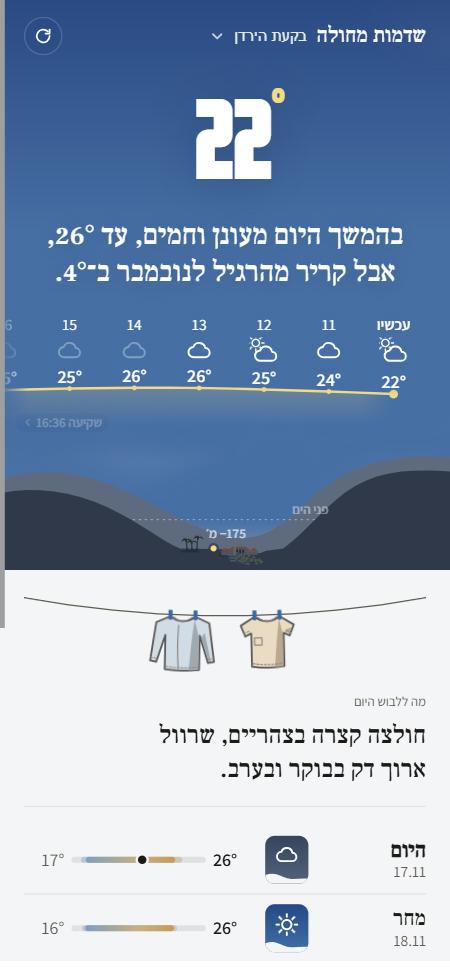 שדמות מחולה בקעת הירדן
22°
בהמשך היום מעונן וחמים, עד 26°,
אבל קריר מהרגיל לנובמבר ב־4°.
עכשיו 11 12 13 14 15
22° 24° 25° 26° 26° 25°
שקיעה 16:36
פני הים
−175 מ׳
מה ללבוש היום
חולצה קצרה בצהריים, שרוול
ארוך דק בבוקר ובערב.
היום 26° 17°
17.11
מחר 26° 16°
18.11